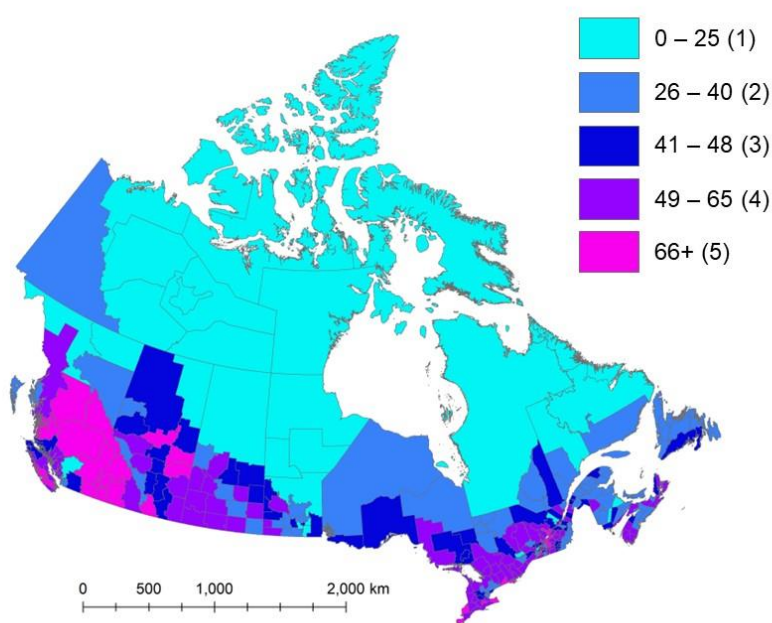 0 – 25 (1)
26 – 40 (2)
41 – 48 (3)
49 – 65 (4)
66+ (5)
0 500 1,000 2,000 km